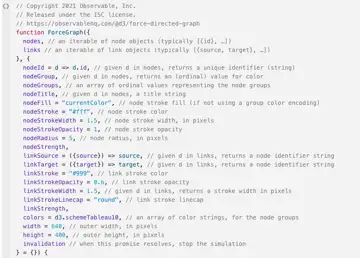 {} // Copyright 2021 Observable, Inc.
// Released under the ISC license.
// https://observablehq.com/@d3/force-directed-graph
function ForceGraph({
nodes, // an iterable of node objects (typically [{id}, …])
links // an iterable of link objects (typically [{source, target}, …])
}, {
nodeId = d => d.id, // given d in nodes, returns a unique identifier (string)
nodeGroup, // given d in nodes, returns an (ordinal) value for color
nodeGroups, // an array of ordinal values representing the node groups
nodeTitle, // given d in nodes, a title string
nodeFill = "currentColor", // node stroke fill (if not using a group color encoding)
nodeStroke = "#fff", // node stroke color
nodeStrokeWidth = 1.5, // node stroke width, in pixels
nodeStrokeOpacity = 1, // node stroke opacity
nodeRadius = 5, // node radius, in pixels
nodeStrength,
linkSource = ({source}) => source, // given d in links, returns a node identifier string
linkTarget = ({target}) => target, // given d in links, returns a node identifier string
linkStroke = "#999", // link stroke color
linkStrokeOpacity = 0.6, // link stroke opacity
linkStrokeWidth = 1.5, // given d in links, returns a stroke width in pixels
linkStrokeLinecap = "round", // link stroke linecap
linkStrength,
colors = d3.schemeTableau10, // an array of color strings, for the node groups
width = 640, // outer width, in pixels
height = 400, // outer height, in pixels
invalidation // when this promise resolves, stop the simulation
} = {}) {